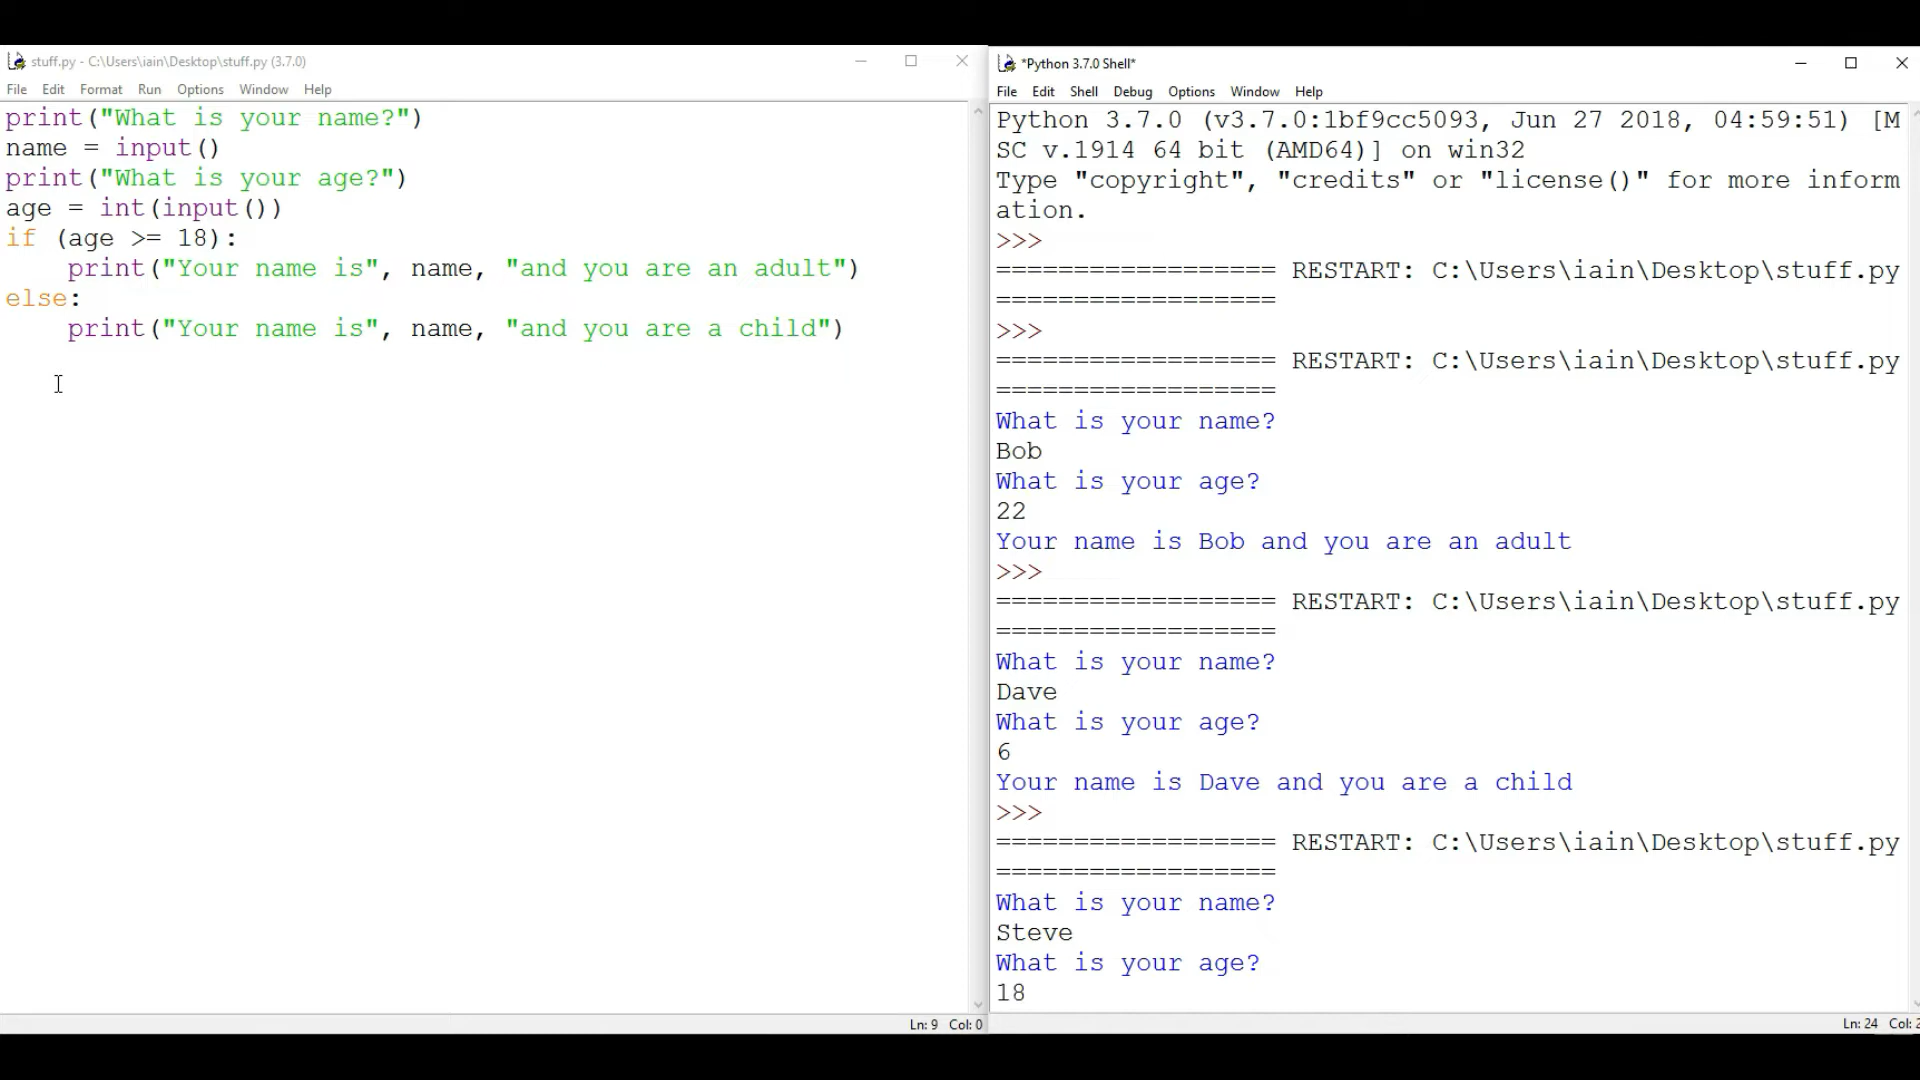 stuff.py - C:\Users\iain\Desktop\stuff.py (3.7.0)
File Edit Format Run Options Window Help
print("What is your name?")
name = input()
print("What is your age?")
age = int(input())
if (age >= 18):
    print("Your name is", name, "and you are an adult")
else:
    print("Your name is", name, "and you are a child")
Ln: 9 Col: 0
*Python 3.7.0 Shell*
File Edit Shell Debug Options Window Help
Python 3.7.0 (v3.7.0:1bf9cc5093, Jun 27 2018, 04:59:51) [M
SC v.1914 64 bit (AMD64)] on win32
Type "copyright", "credits" or "license()" for more inform
ation.
>>>
================== RESTART: C:\Users\iain\Desktop\stuff.py
==================
>>>
================== RESTART: C:\Users\iain\Desktop\stuff.py
==================
What is your name?
Bob
What is your age?
22
Your name is Bob and you are an adult
>>>
================== RESTART: C:\Users\iain\Desktop\stuff.py
==================
What is your name?
Dave
What is your age?
6
Your name is Dave and you are a child
>>>
================== RESTART: C:\Users\iain\Desktop\stuff.py
==================
What is your name?
Steve
What is your age?
18
Ln: 24 Col: